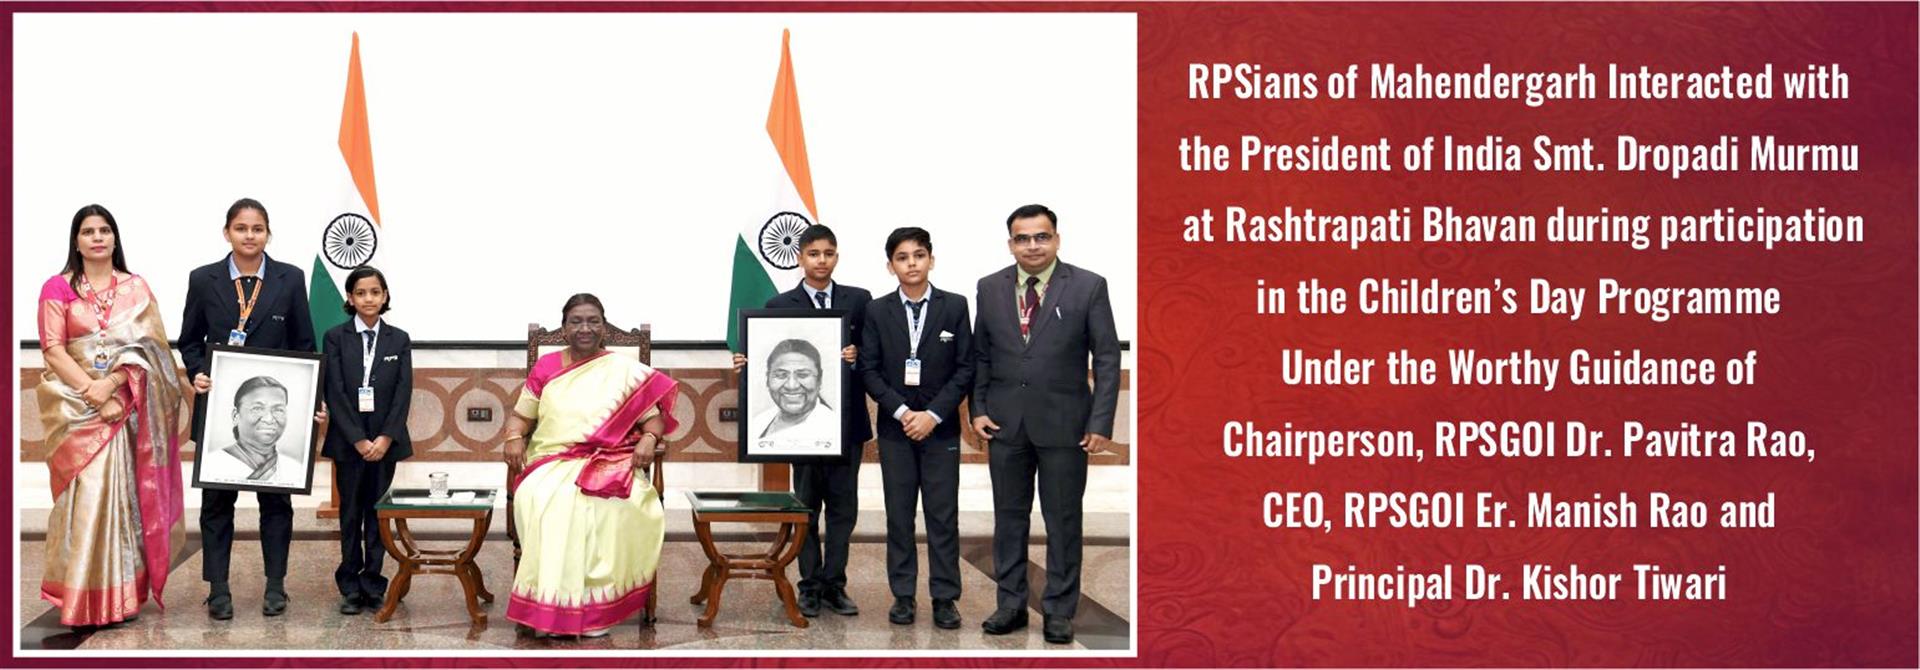 RPSians of Mahendergarh Interacted with
the President of India Smt. Dropadi Murmu
at Rashtrapati Bhavan during participation
in the Children’s Day Programme
Under the Worthy Guidance of
Chairperson, RPSGOI Dr. Pavitra Rao,
CEO, RPSGOI Er. Manish Rao and
Principal Dr. Kishor Tiwari